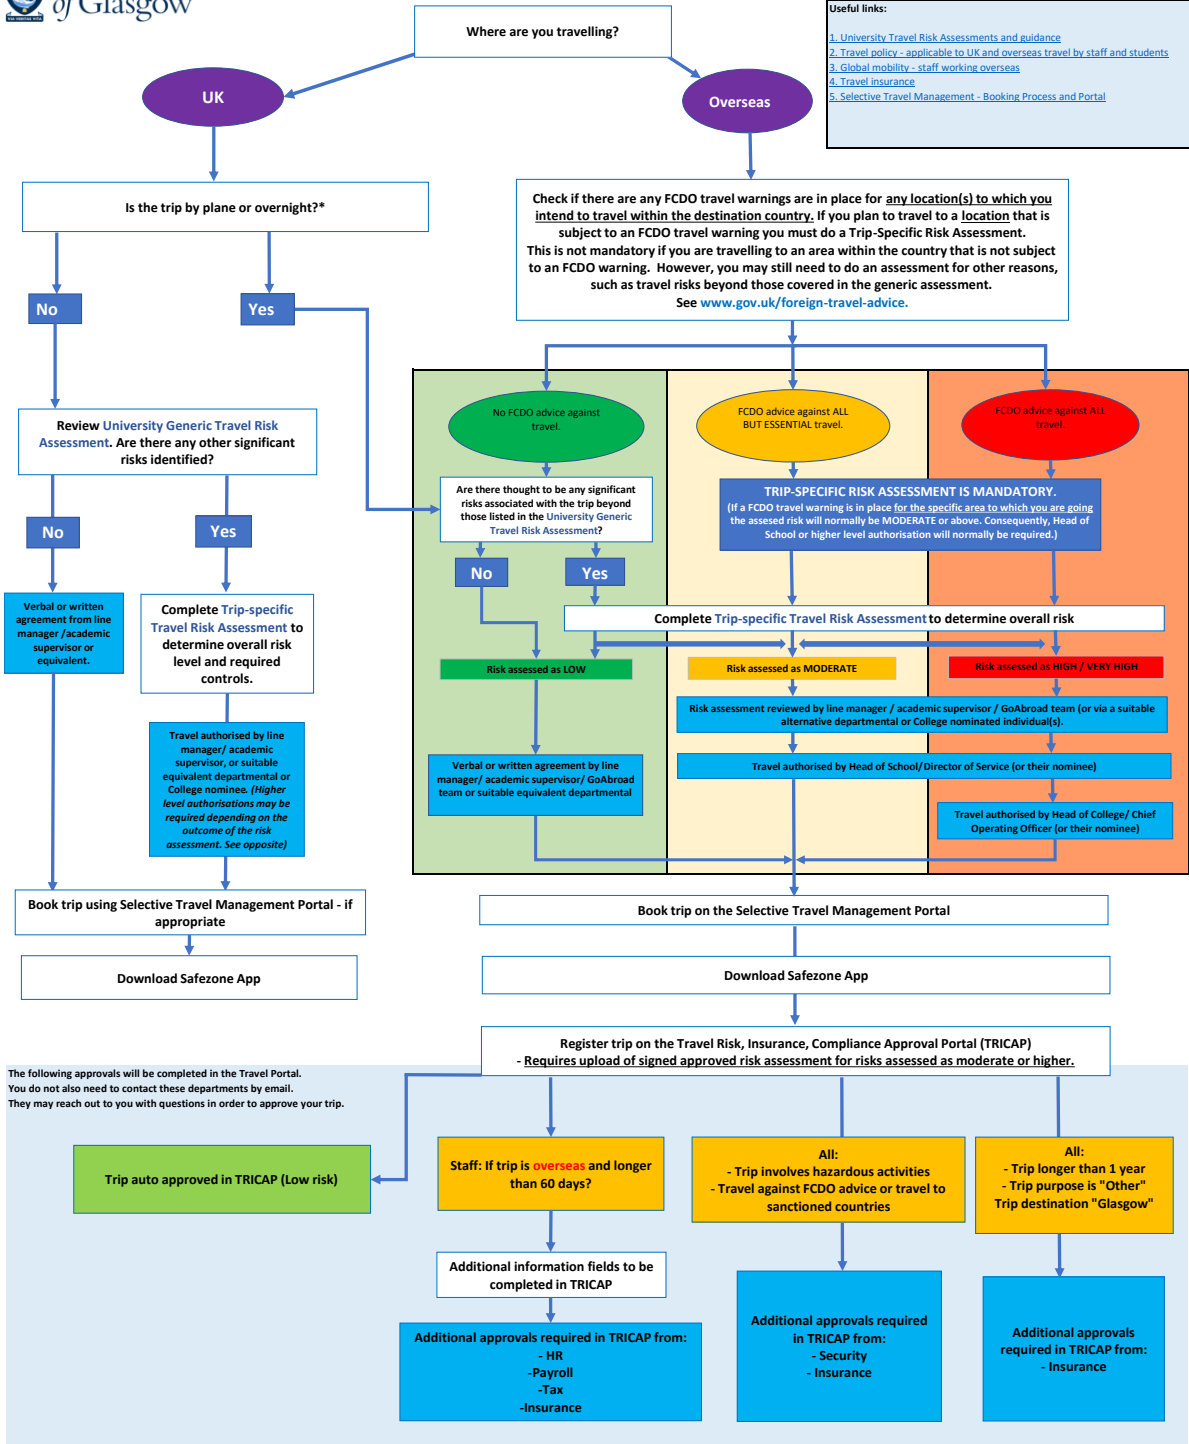 of Glasgow
VIA VERITAS VITA
Where are you travelling?
Useful links:
1. University Travel Risk Assessments and guidance
2. Travel policy - applicable to UK and overseas travel by staff and students
3. Global mobility - staff working overseas
4. Travel insurance
5. Selective Travel Management - Booking Process and Portal
UK
Overseas
Is the trip by plane or overnight?*
Check if there are any FCDO travel warnings are in place for any location(s) to which you
intend to travel within the destination country. If you plan to travel to a location that is
subject to an FCDO travel warning you must do a Trip-Specific Risk Assessment.
This is not mandatory if you are travelling to an area within the country that is not subject
to an FCDO warning. However, you may still need to do an assessment for other reasons,
such as travel risks beyond those covered in the generic assessment.
See www.gov.uk/foreign-travel-advice.
No
Yes
Review University Generic Travel Risk
Assessment. Are there any other significant
risks identified?
No
Yes
Verbal or written
agreement from line
manager /academic
supervisor or
equivalent.
Complete Trip-specific
Travel Risk Assessment to
determine overall risk
level and required
controls.
Travel authorised by line
manager/ academic
supervisor, or suitable
equivalent departmental or
College nominee. (Higher
level authorisations may be
required depending on the
outcome of the risk
assessment. See opposite)
Book trip using Selective Travel Management Portal - if
appropriate
Download Safezone App
No FCDO advice against
travel.
FCDO advice against ALL
BUT ESSENTIAL travel.
FCDO advice against ALL
travel.
Are there thought to be any significant
risks associated with the trip beyond
those listed in the University Generic
Travel Risk Assessment?
TRIP-SPECIFIC RISK ASSESSMENT IS MANDATORY.
(If a FCDO travel warning is in place for the specific area to which you are going
the assesed risk will normally be MODERATE or above. Consequently, Head of
School or higher level authorisation will normally be required.)
No
Yes
Complete Trip-specific Travel Risk Assessment to determine overall risk
Risk assessed as LOW
Risk assessed as MODERATE
Risk assessed as HIGH / VERY HIGH
Risk assessment reviewed by line manager / academic supervisor / GoAbroad team (or via a suitable
alternative departmental or College nominated individual(s).
Verbal or written agreement by line
manager/ academic supervisor/ GoAbroad
team or suitable equivalent departmental
Travel authorised by Head of School/Director of Service (or their nominee)
Travel authorised by Head of College/ Chief
Operating Officer (or their nominee)
Book trip on the Selective Travel Management Portal
Download Safezone App
Register trip on the Travel Risk, Insurance, Compliance Approval Portal (TRICAP)
- Requires upload of signed approved risk assessment for risks assessed as moderate or higher.
The following approvals will be completed in the Travel Portal.
You do not also need to contact these departments by email.
They may reach out to you with questions in order to approve your trip.
Trip auto approved in TRICAP (Low risk)
Staff: If trip is overseas and longer
than 60 days?
All:
- Trip involves hazardous activities
- Travel against FCDO advice or travel to
sanctioned countries
All:
- Trip longer than 1 year
- Trip purpose is "Other"
Trip destination "Glasgow"
Additional information fields to be
completed in TRICAP
Additional approvals required in TRICAP from:
- HR
-Payroll
-Tax
-Insurance
Additional approvals required
in TRICAP from:
- Security
- Insurance
Additional approvals
required in TRICAP from:
- Insurance